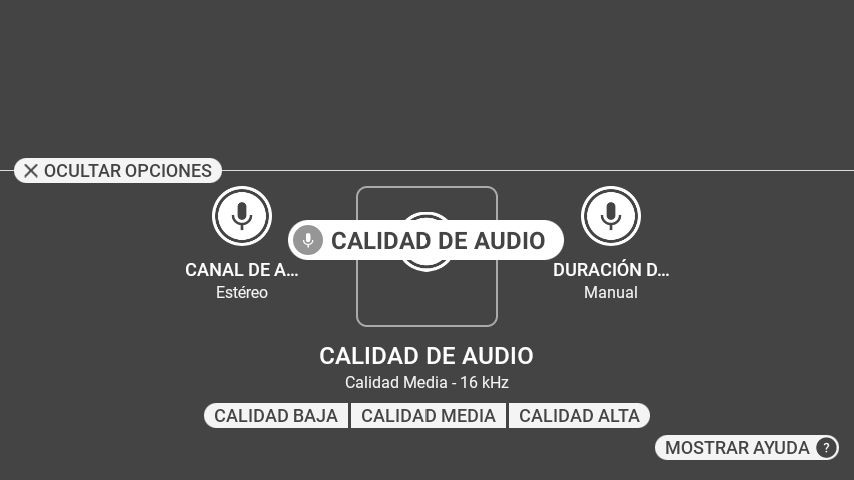 OCULTAR OPCIONES
CALIDAD DE AUDIO
CANAL DE A...
Estéreo
DURACIÓN D...
Manual
CALIDAD DE AUDIO
Calidad Media - 16 kHz
CALIDAD BAJA
CALIDAD MEDIA
CALIDAD ALTA
MOSTRAR AYUDA ?